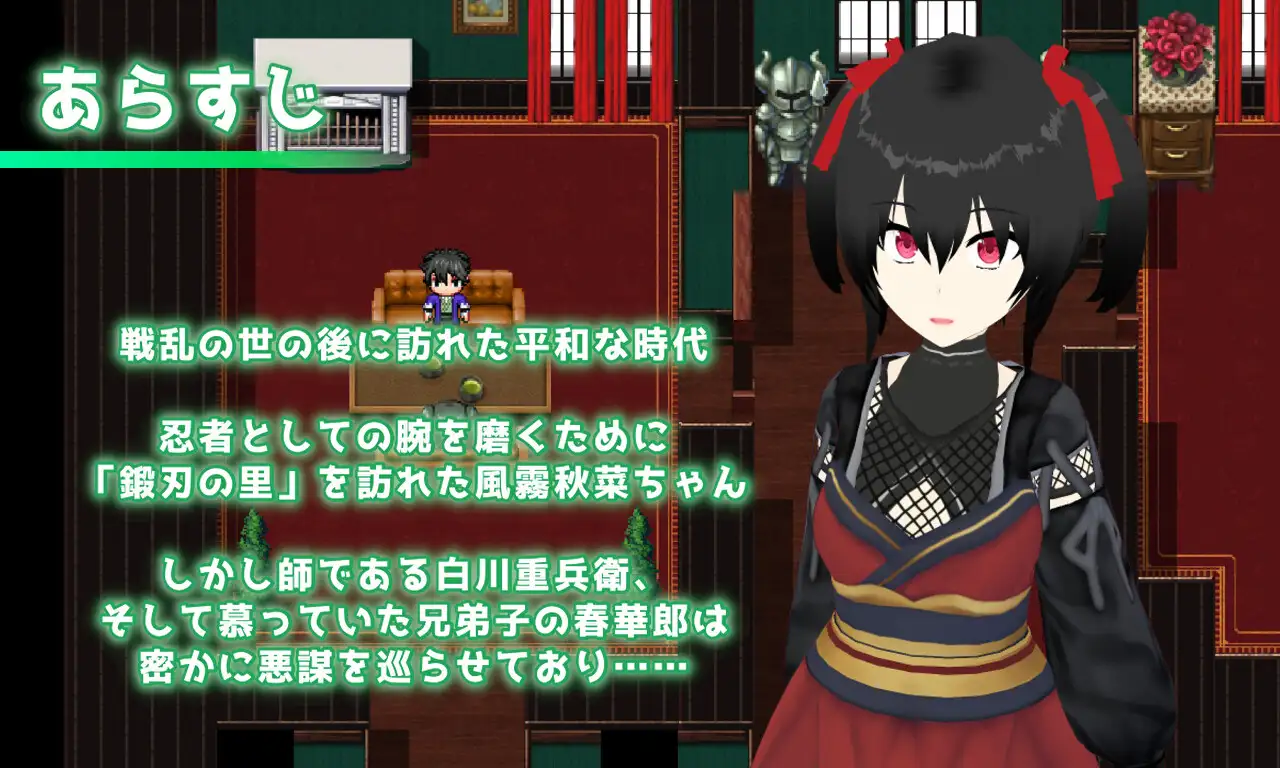 あらすじ
戦乱の世の後に訪れた平和な時代
忍者としての腕を磨くために
「鍛刃の里」を訪れた風霧秋菜ちゃん
しかし師である白川重兵衛、
そして慕っていた兄弟子の春華郎は
密かに悪謀を巡らせており……